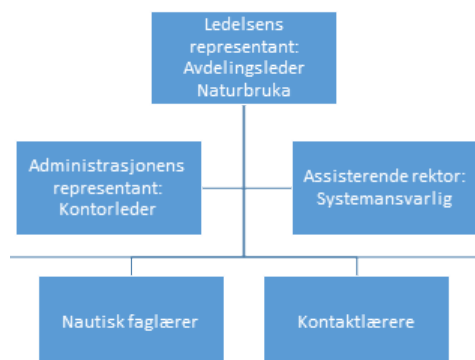 Ledelsens
representant:
Avdelingsleder
Naturbruka
Administrasjonens
representant:
Kontorleder
Assisterende rektor:
Systemansvarlig
Nautisk faglærer
Kontaktlærere